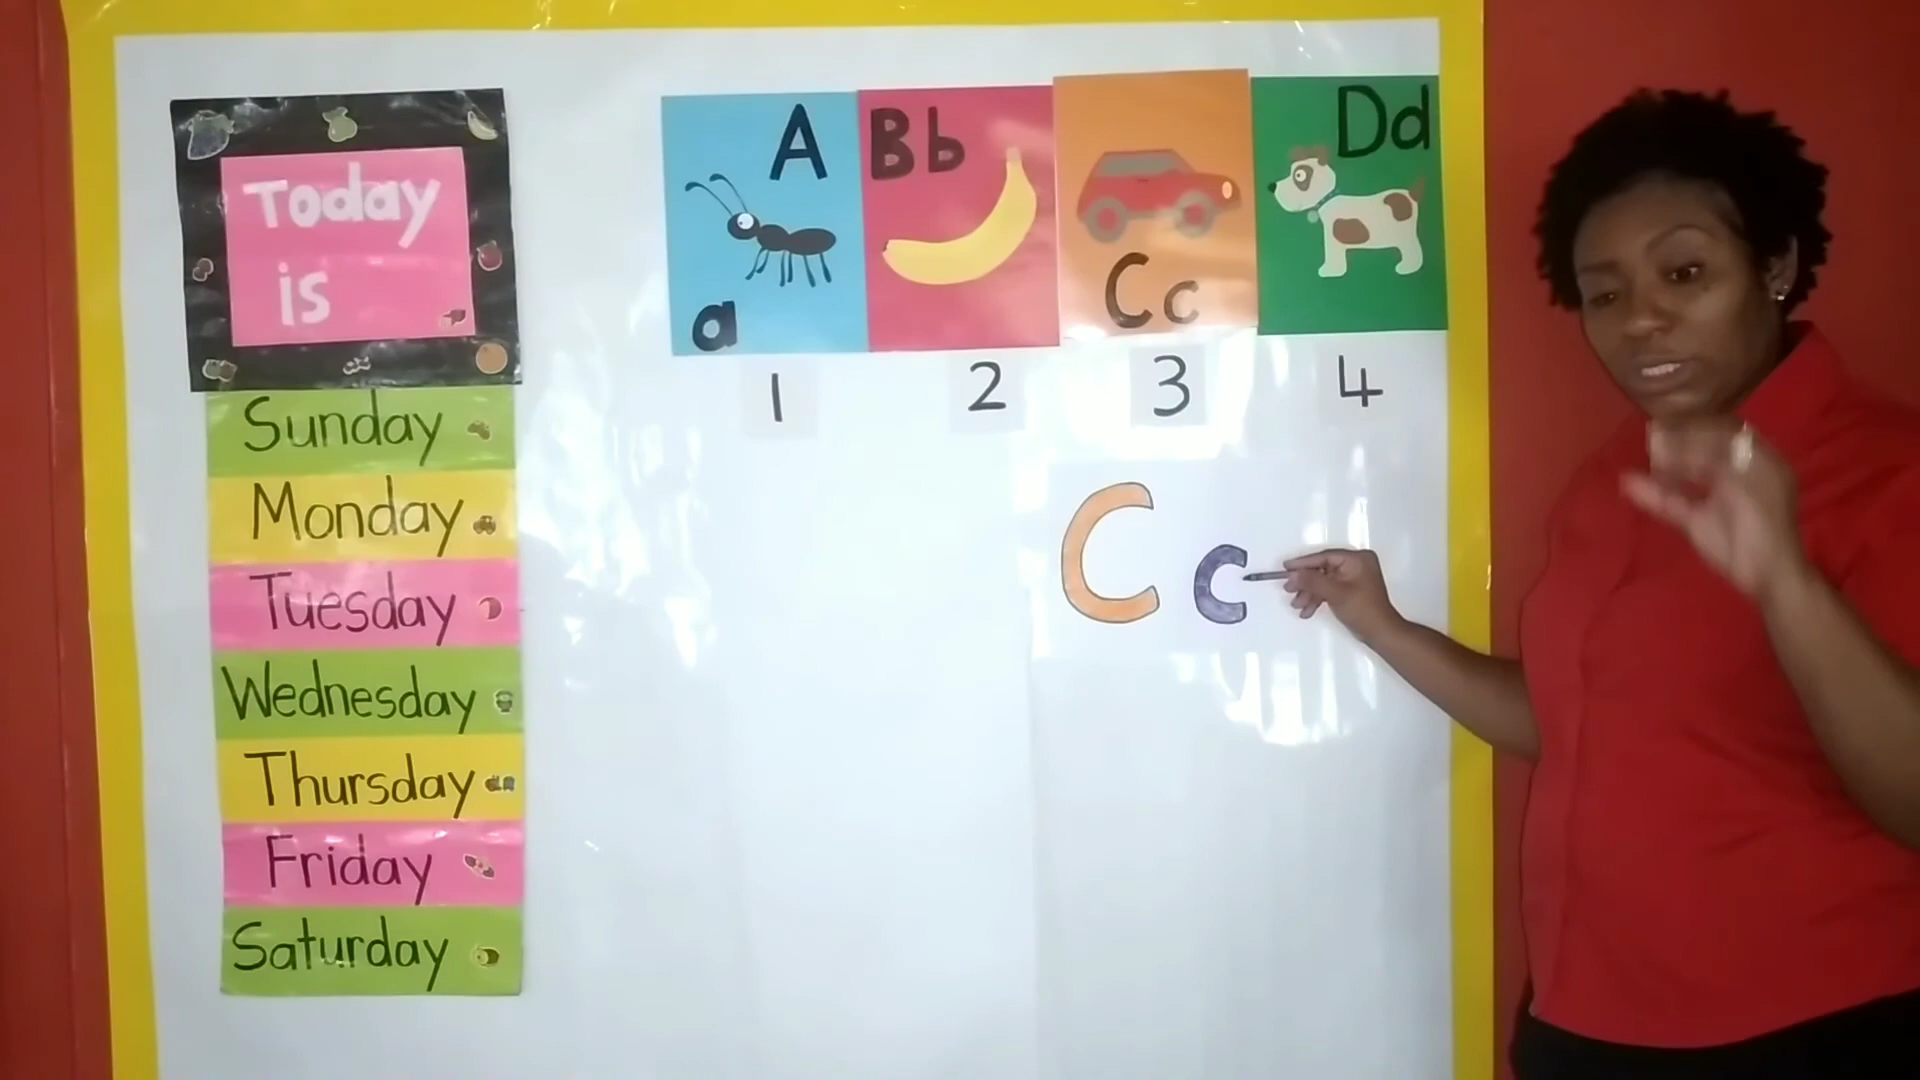 Today
is
Sunday
Monday
Tuesday
Wednesday
Thursday
Friday
Saturday
A
a
Bb
Cc
Dd
1 2 3 4
C c